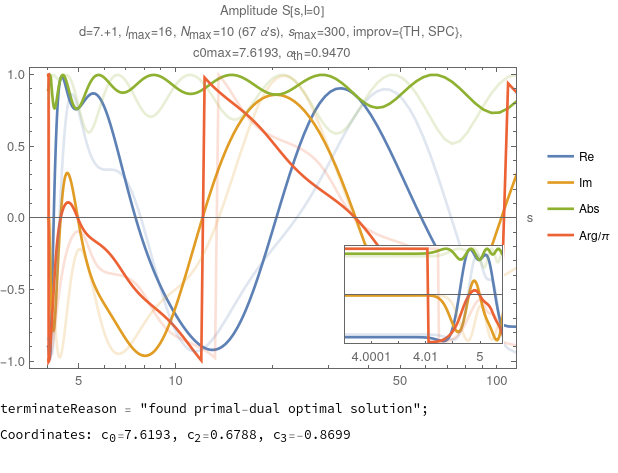 Amplitude S[s,l=0]
d=7.+1, lmax=16, Nmax=10 (67 α's), smax=300, improv={TH, SPC},
c0max=7.6193, αth=0.9470
1.0
0.5
0.0
−0.5
−1.0
5
10
50
100
s
Re
Im
Abs
Arg/π
4.0001
4.01
5
terminateReason = "found primal-dual optimal solution";
Coordinates: c0=7.6193, c2=0.6788, c3=-0.8699